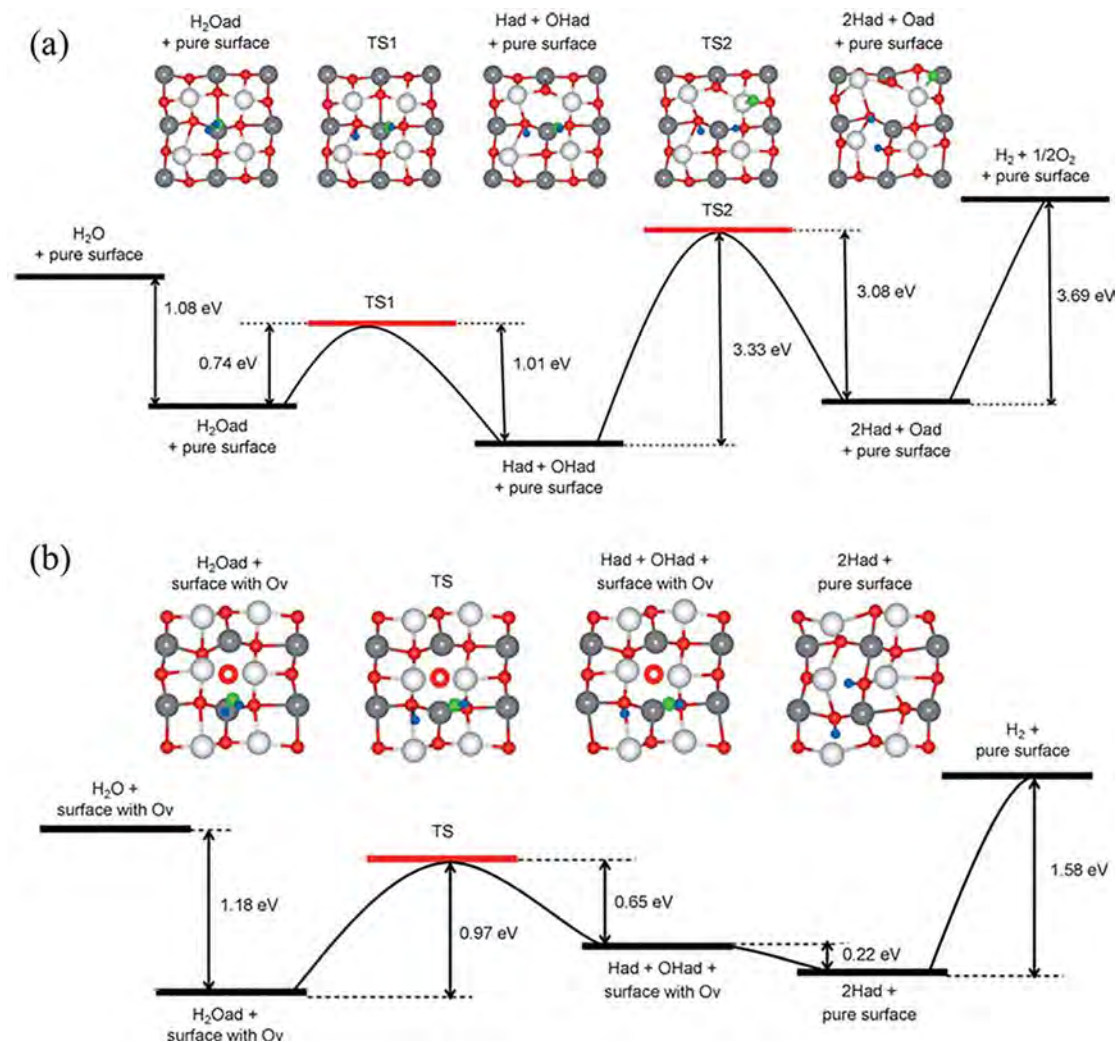 (a)
H₂Oad
+ pure surface
TS1
Had + OHad
+ pure surface
TS2
2Had + Oad
+ pure surface
H₂ + 1/2O₂
+ pure surface
H₂O
+ pure surface
TS2
1.08 eV
TS1
3.08 eV
3.69 eV
0.74 eV
1.01 eV
3.33 eV
H₂Oad
+ pure surface
Had + OHad
+ pure surface
2Had + Oad
+ pure surface
(b)
H₂Oad +
surface with Ov
TS
Had + OHad +
surface with Ov
2Had +
pure surface
H₂ +
pure surface
H₂O +
surface with Ov
TS
1.18 eV
0.97 eV
0.65 eV
0.22 eV
1.58 eV
H₂Oad +
surface with Ov
Had + OHad +
surface with Ov
2Had +
pure surface